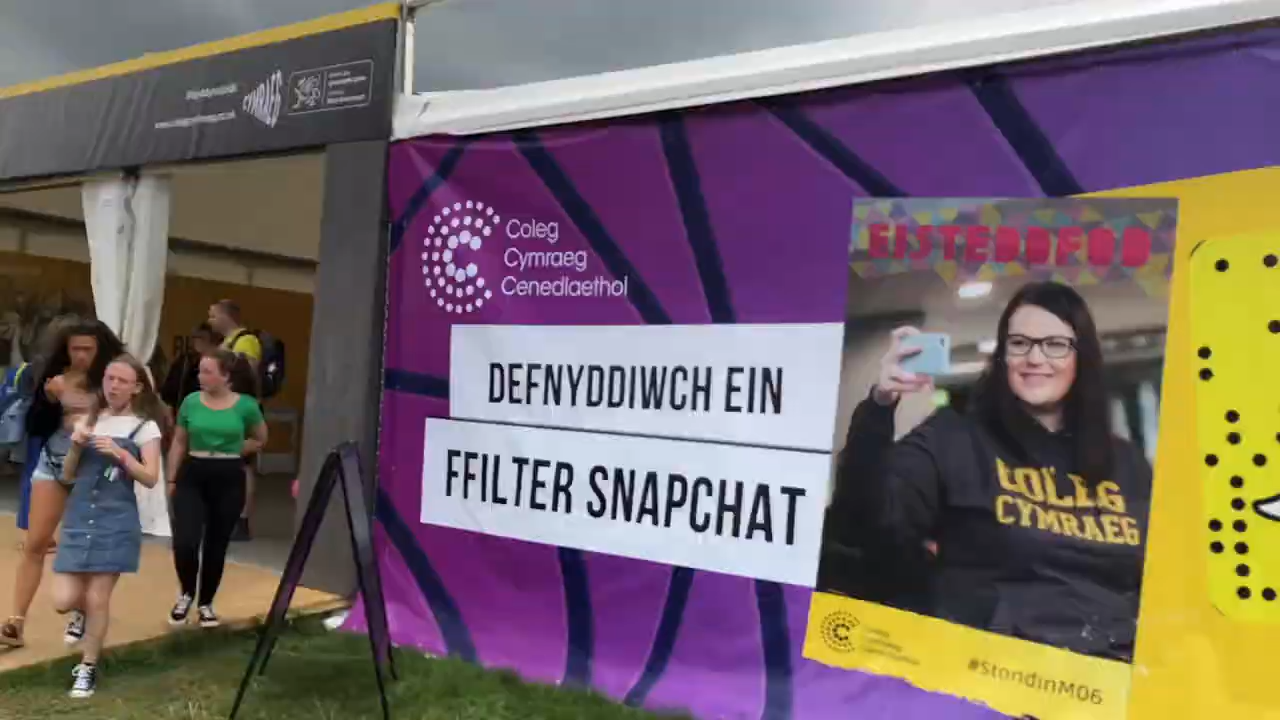 CYMRAEG
Coleg
Cymraeg
Cenedlaethol
DEFNYDDIWCH EIN
FFILTER SNAPCHAT
EISTEDDFOD
COLEG
CYMRAEG
#StondinM06